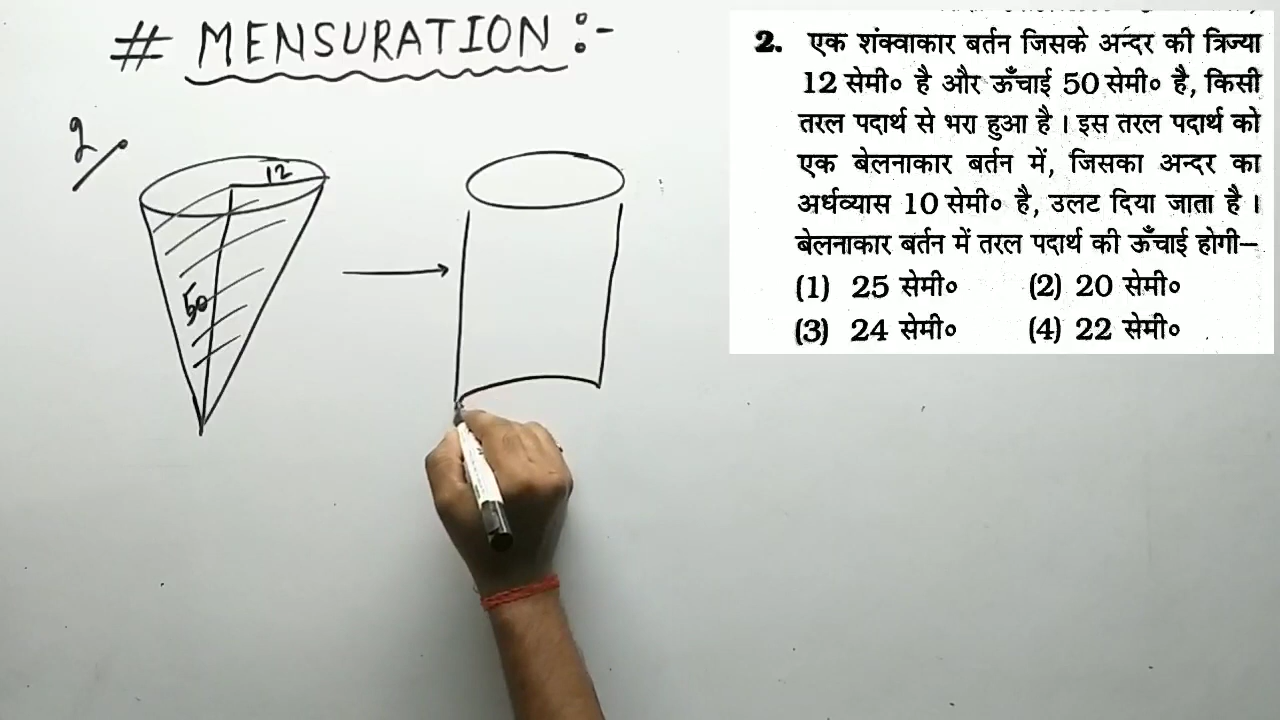 # MENSURATION :-
2
12
50
2. एक शंक्वाकार बर्तन जिसके अन्दर की त्रिज्या
12 सेमी० है और ऊँचाई 50 सेमी० है, किसी
तरल पदार्थ से भरा हुआ है । इस तरल पदार्थ को
एक बेलनाकार बर्तन में, जिसका अन्दर का
अर्धव्यास 10 सेमी० है, उलट दिया जाता है ।
बेलनाकार बर्तन में तरल पदार्थ की ऊँचाई होगी–
(1) 25 सेमी० (2) 20 सेमी०
(3) 24 सेमी० (4) 22 सेमी०